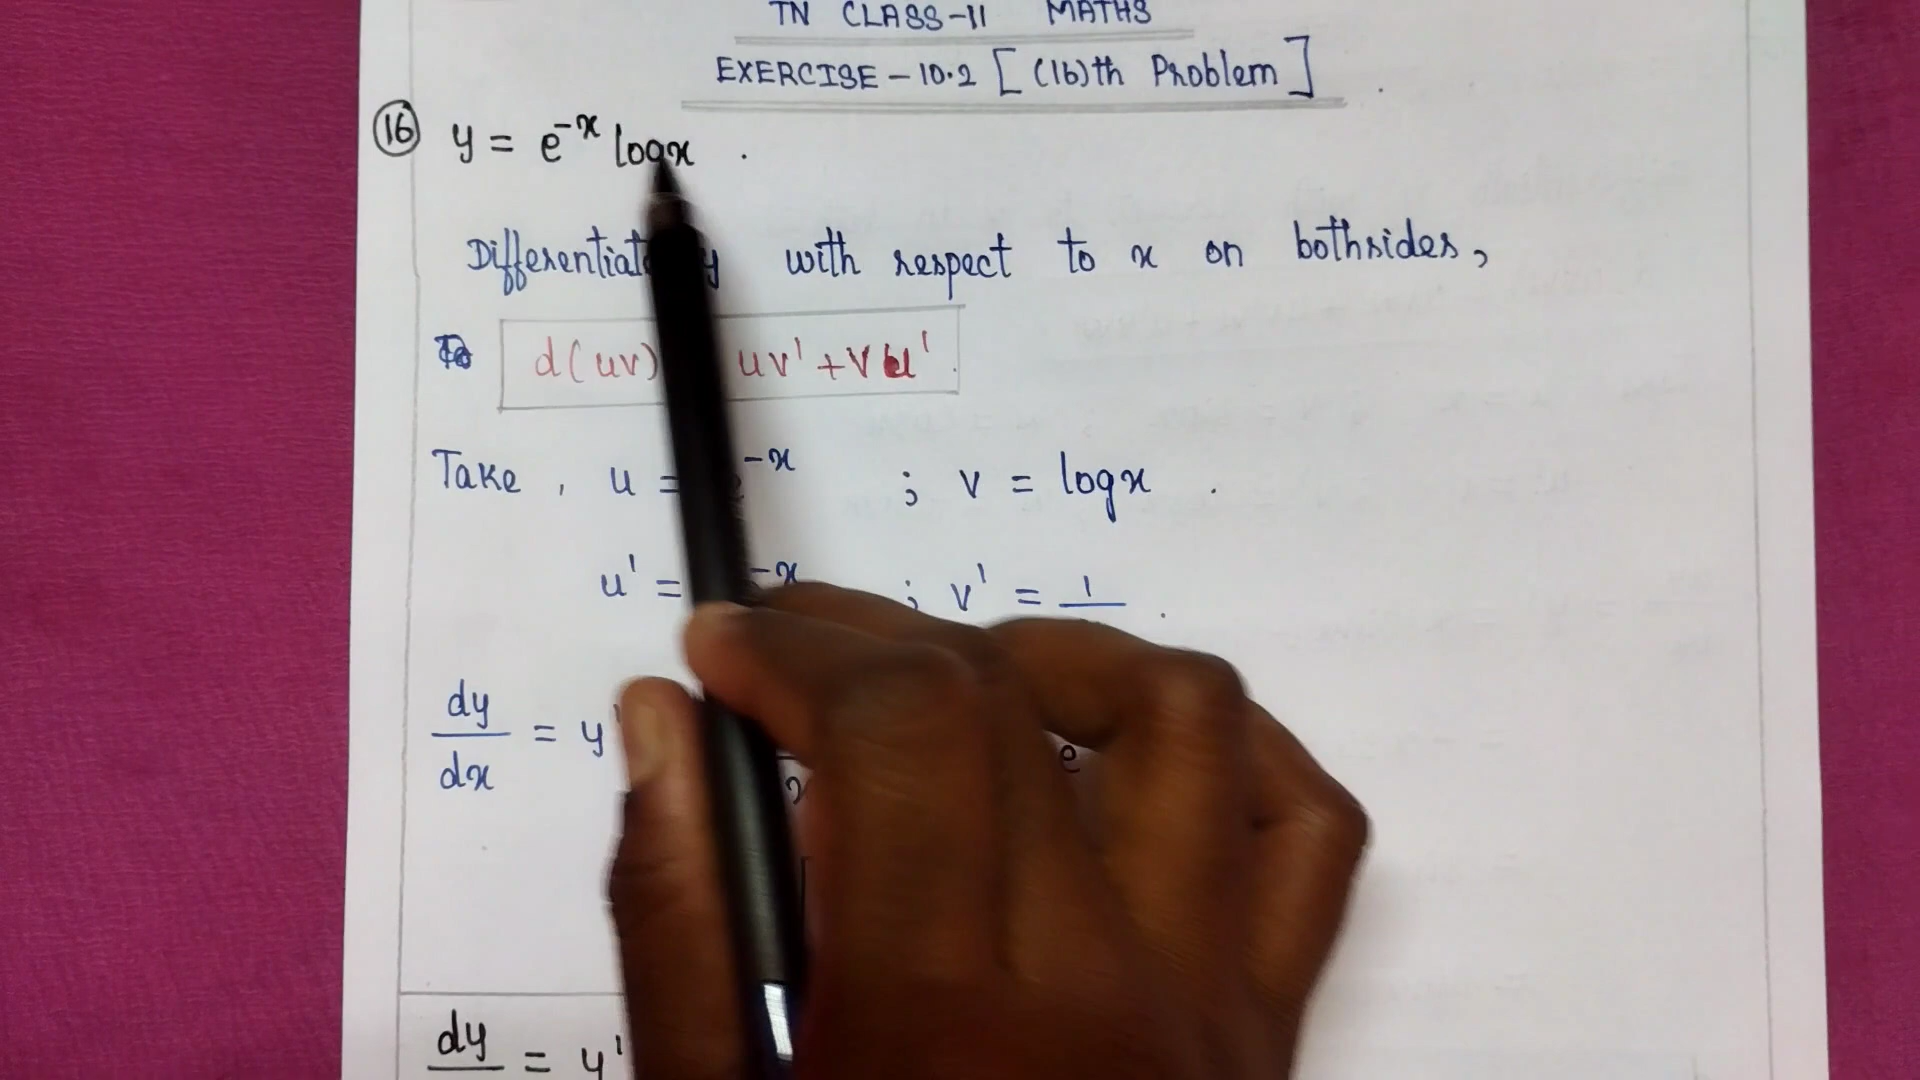 TN CLASS-11 MATHS
EXERCISE-10.2 [(16)th Problem]
(16) y = e⁻ˣ logx .
Differentiat y with respect to x on bothsides,
d(uv) uv' + vu' .
Take , u = e⁻ˣ ; v = logx .
u' = ⁻ˣ ; v' = 1 .
dy/dx = y' x e
dy = y'